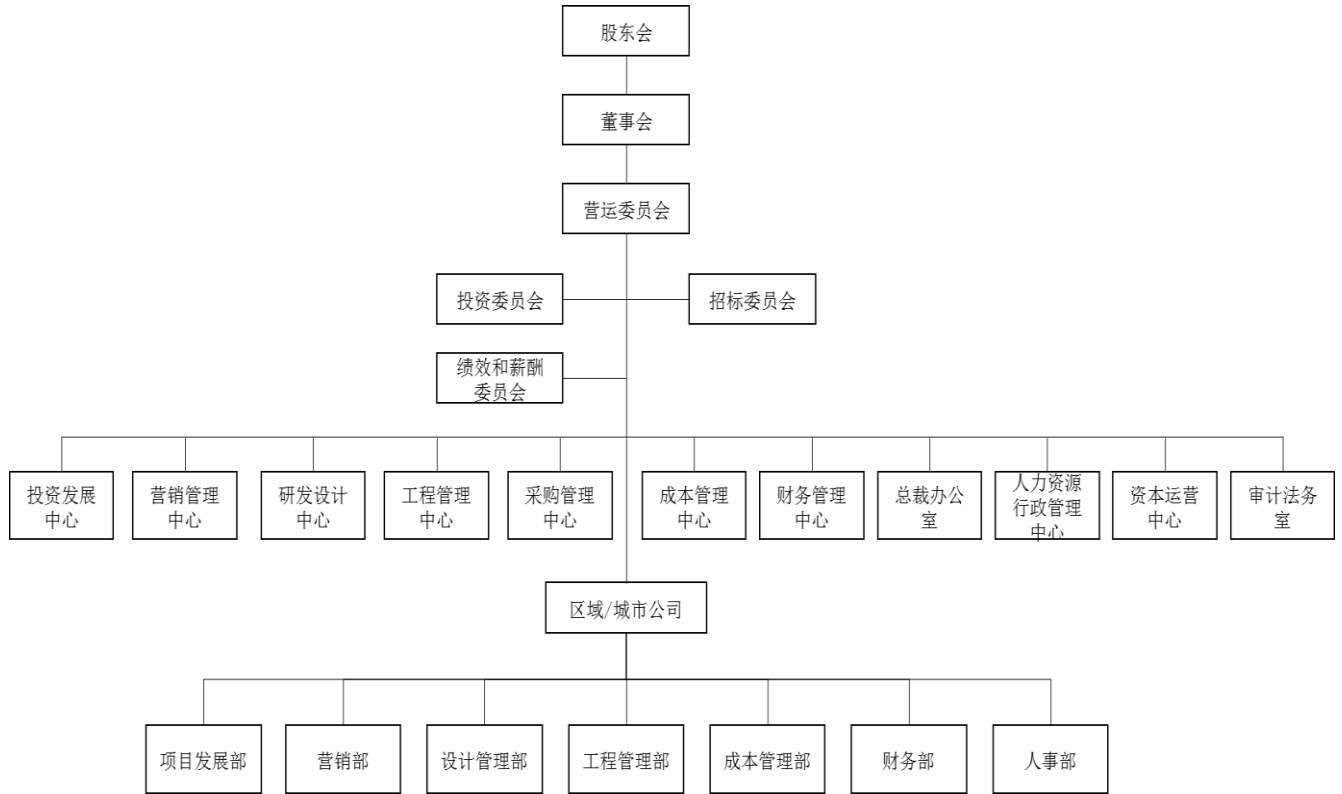 股东会
董事会
营运委员会
投资委员会
招标委员会
绩效和薪酬
委员会
投资发展
中心
营销管理
中心
研发设计
中心
工程管理
中心
采购管理
中心
成本管理
中心
财务管理
中心
总裁办公
室
人力资源
行政管理
中心
资本运营
中心
审计法务
室
区域/城市公司
项目发展部
营销部
设计管理部
工程管理部
成本管理部
财务部
人事部